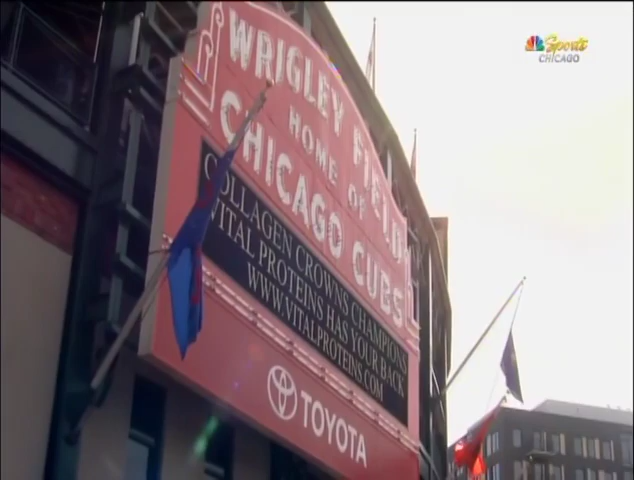 NBC Sports
CHICAGO
WRIGLEY FIELD
HOME OF
CHICAGO CUBS
COLLAGEN CROWNS CHAMPIONS
VITAL PROTEINS HAS YOUR BACK
WWW.VITALPROTEINS.COM
TOYOTA